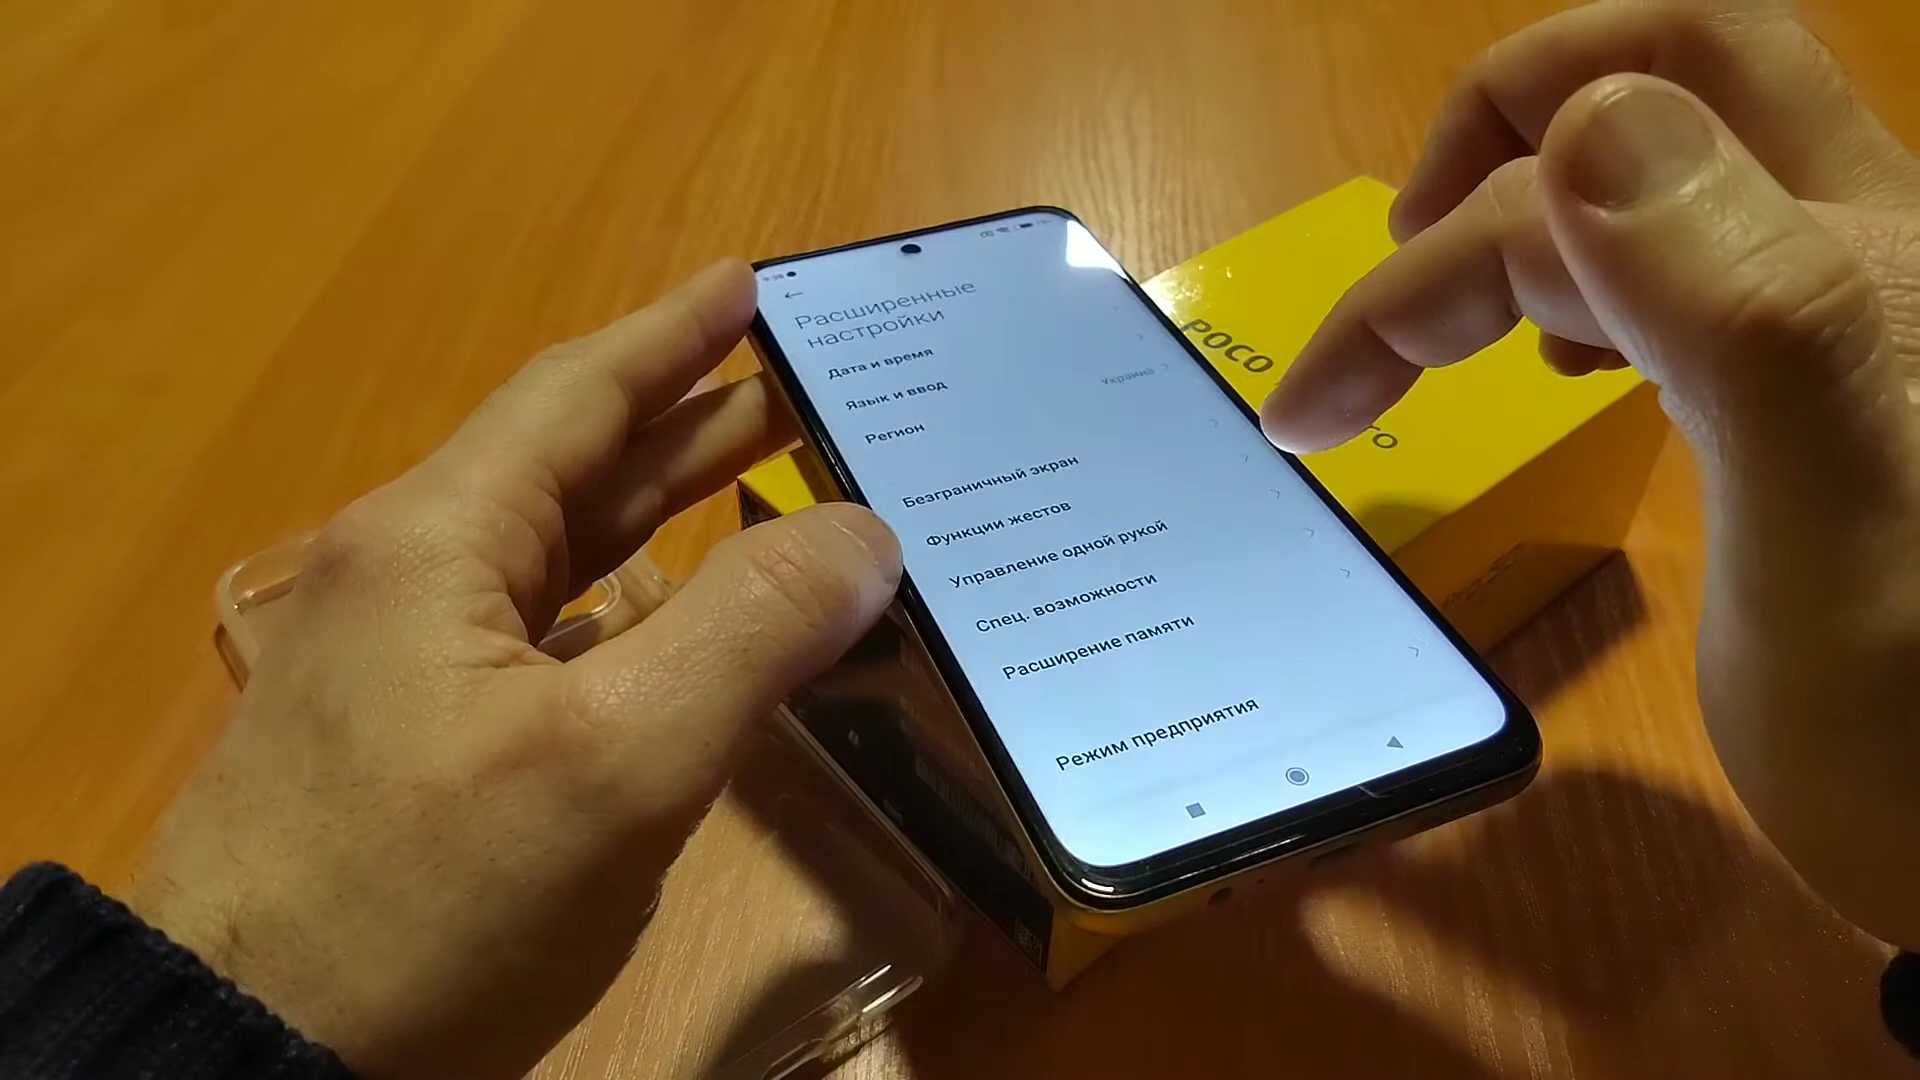 Расширенные
настройки
Дата и время
Язык и ввод
Регион
Украина
Безграничный экран
Функции жестов
Управление одной рукой
Спец. возможности
Расширение памяти
Режим предприятия
POCO